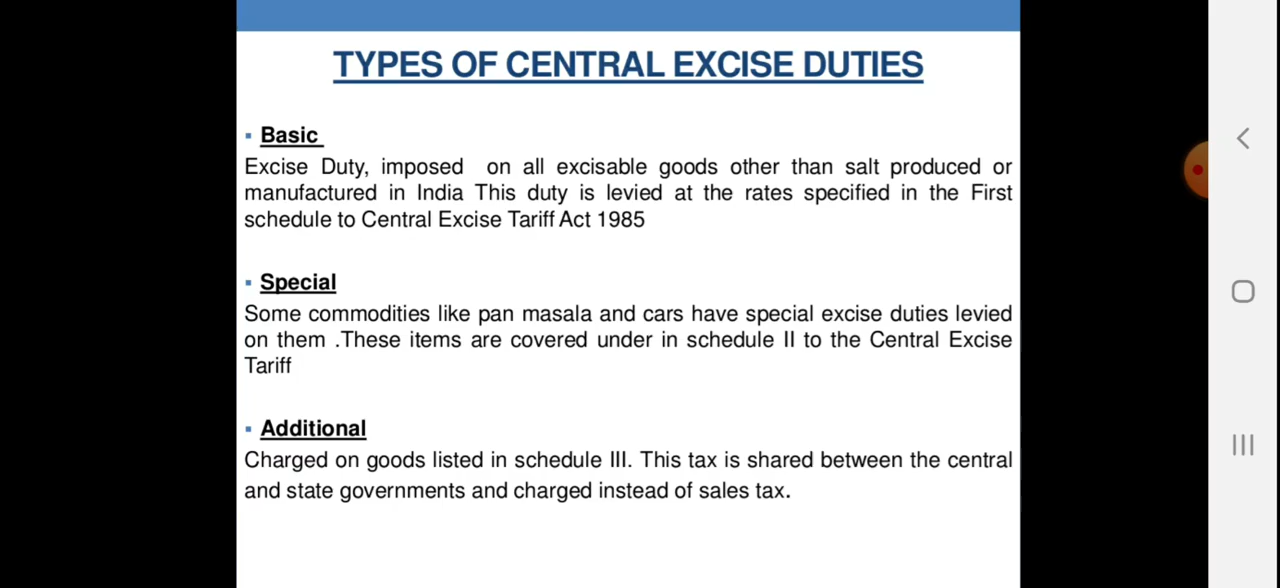 TYPES OF CENTRAL EXCISE DUTIES
▪ Basic
Excise Duty, imposed on all excisable goods other than salt produced or
manufactured in India This duty is levied at the rates specified in the First
schedule to Central Excise Tariff Act 1985
▪ Special
Some commodities like pan masala and cars have special excise duties levied
on them .These items are covered under in schedule II to the Central Excise
Tariff
▪ Additional
Charged on goods listed in schedule III. This tax is shared between the central
and state governments and charged instead of sales tax.